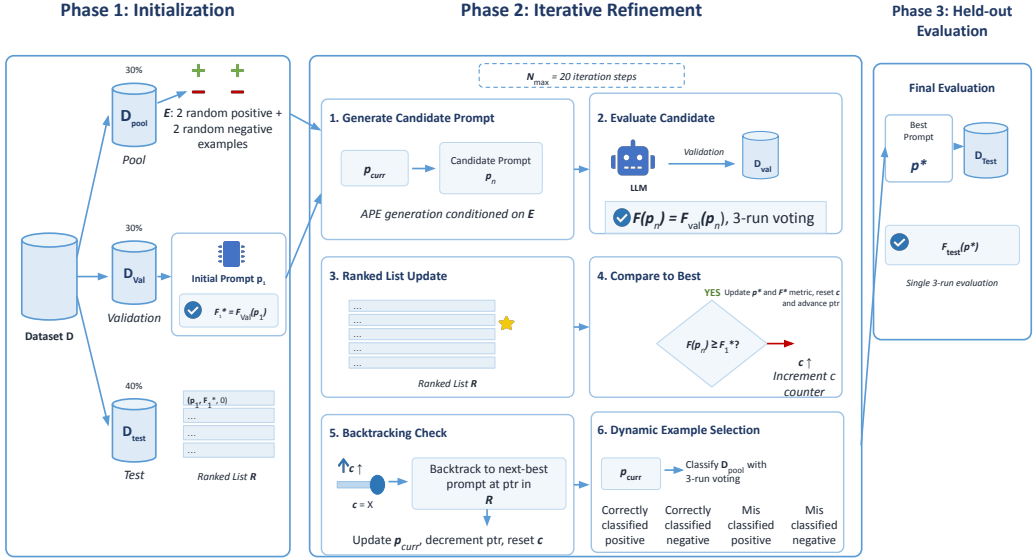 Phase 1: Initialization
30%
D_pool
Pool
E: 2 random positive +
2 random negative
examples
Dataset D
30%
D_Val
Validation
Initial Prompt p₁
F₁* = F_Val(p₁)
40%
D_test
Test
(p₁, F₁*, 0)
...
...
...
Ranked List R
Phase 2: Iterative Refinement
N_max = 20 iteration steps
1. Generate Candidate Prompt
p_curr
Candidate Prompt
p_n
APE generation conditioned on E
2. Evaluate Candidate
LLM
Validation
D_val
F(p_n) = F_val(p_n), 3-run voting
3. Ranked List Update
...
...
...
...
...
Ranked List R
4. Compare to Best
YES Update p* and F* metric, reset c
and advance ptr
F(p_n) ≥ F₁*?
c ↑
Increment c
counter
5. Backtracking Check
c ↑
c = X
Backtrack to next-best
prompt at ptr in
R
Update p_curr, decrement ptr, reset c
6. Dynamic Example Selection
p_curr
Classify D_pool with
3-run voting
Correctly
classified
positive
Correctly
classified
negative
Mis
classified
positive
Mis
classified
negative
Phase 3: Held-out
Evaluation
Final Evaluation
Best
Prompt
p*
D_Test
F_test(p*)
Single 3-run evaluation